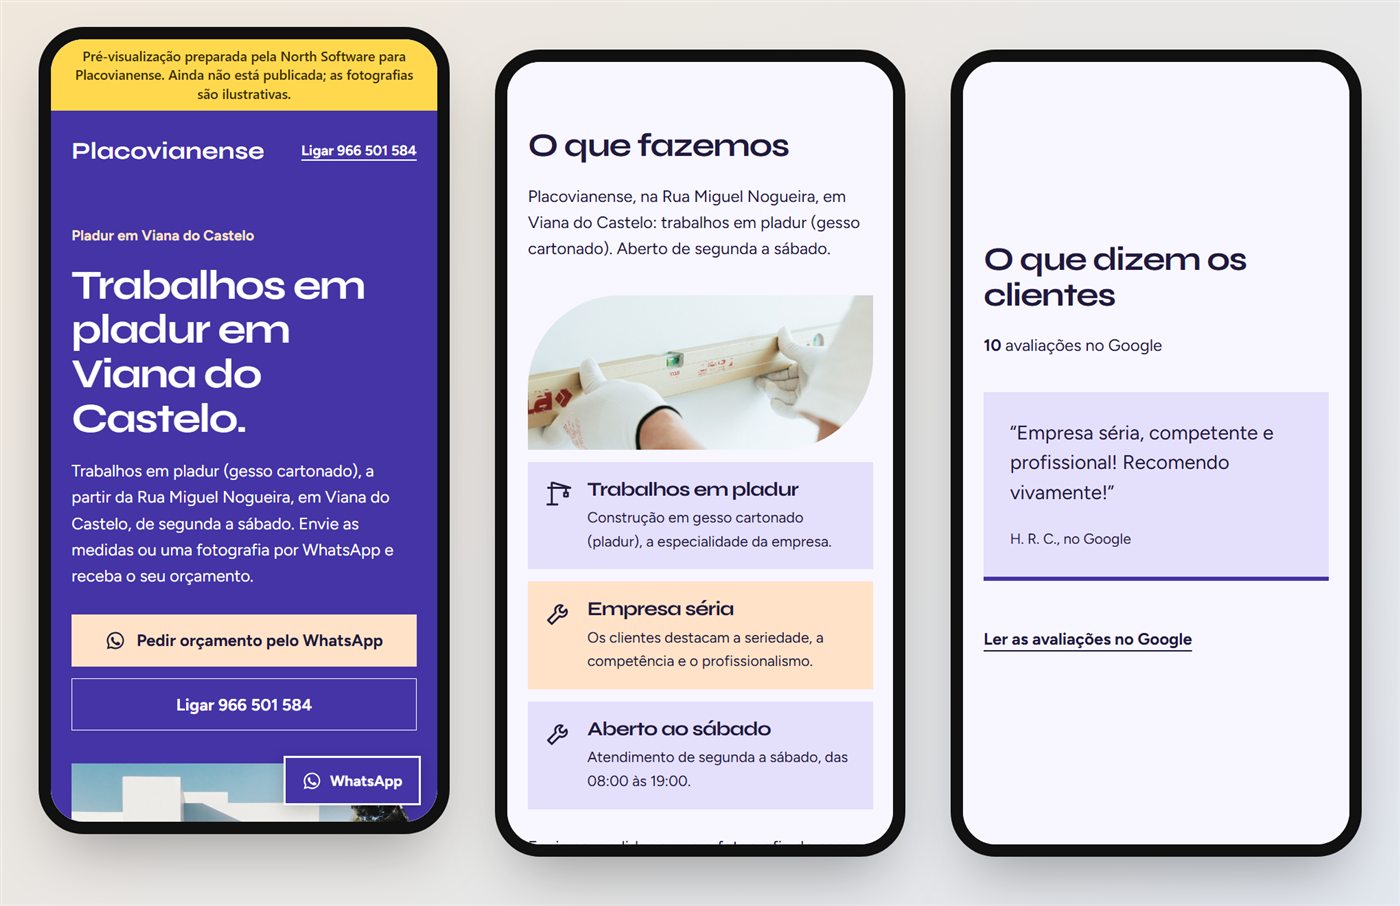 Pré-visualização preparada pela North Software para
Placovianense. Ainda não está publicada; as fotografias
são ilustrativas.
Placovianense
Ligar 966 501 584
Pladur em Viana do Castelo
Trabalhos em
pladur em
Viana do
Castelo.
Trabalhos em pladur (gesso cartonado), a
partir da Rua Miguel Nogueira, em Viana do
Castelo, de segunda a sábado. Envie as
medidas ou uma fotografia por WhatsApp e
receba o seu orçamento.
Pedir orçamento pelo WhatsApp
Ligar 966 501 584
WhatsApp
O que fazemos
Placovianense, na Rua Miguel Nogueira, em
Viana do Castelo: trabalhos em pladur (gesso
cartonado). Aberto de segunda a sábado.
Trabalhos em pladur
Construção em gesso cartonado
(pladur), a especialidade da empresa.
Empresa séria
Os clientes destacam a seriedade, a
competência e o profissionalismo.
Aberto ao sábado
Atendimento de segunda a sábado, das
08:00 às 19:00.
O que dizem os
clientes
10 avaliações no Google
“Empresa séria, competente e
profissional! Recomendo
vivamente!”
H. R. C., no Google
Ler as avaliações no Google